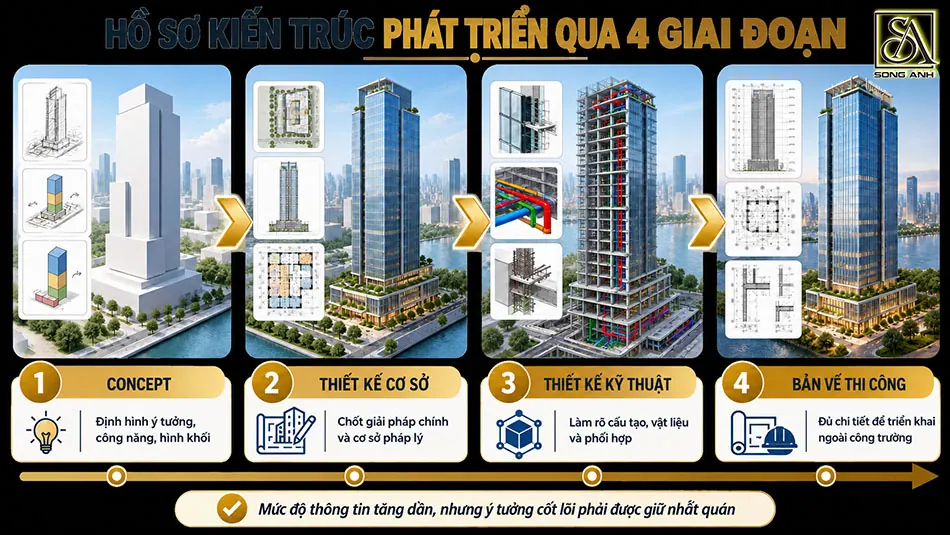 HỒ SƠ KIẾN TRÚC PHÁT TRIỂN QUA 4 GIAI ĐOẠN
SA
SONG ANH
1 CONCEPT
Định hình ý tưởng,
công năng, hình khối
2 THIẾT KẾ CƠ SỞ
Chốt giải pháp chính
và cơ sở pháp lý
3 THIẾT KẾ KỸ THUẬT
Làm rõ cấu tạo, vật liệu
và phối hợp
4 BẢN VẼ THI CÔNG
Đủ chi tiết để triển khai
ngoài công trường
Mức độ thông tin tăng dần, nhưng ý tưởng cốt lõi phải được giữ nhất quán